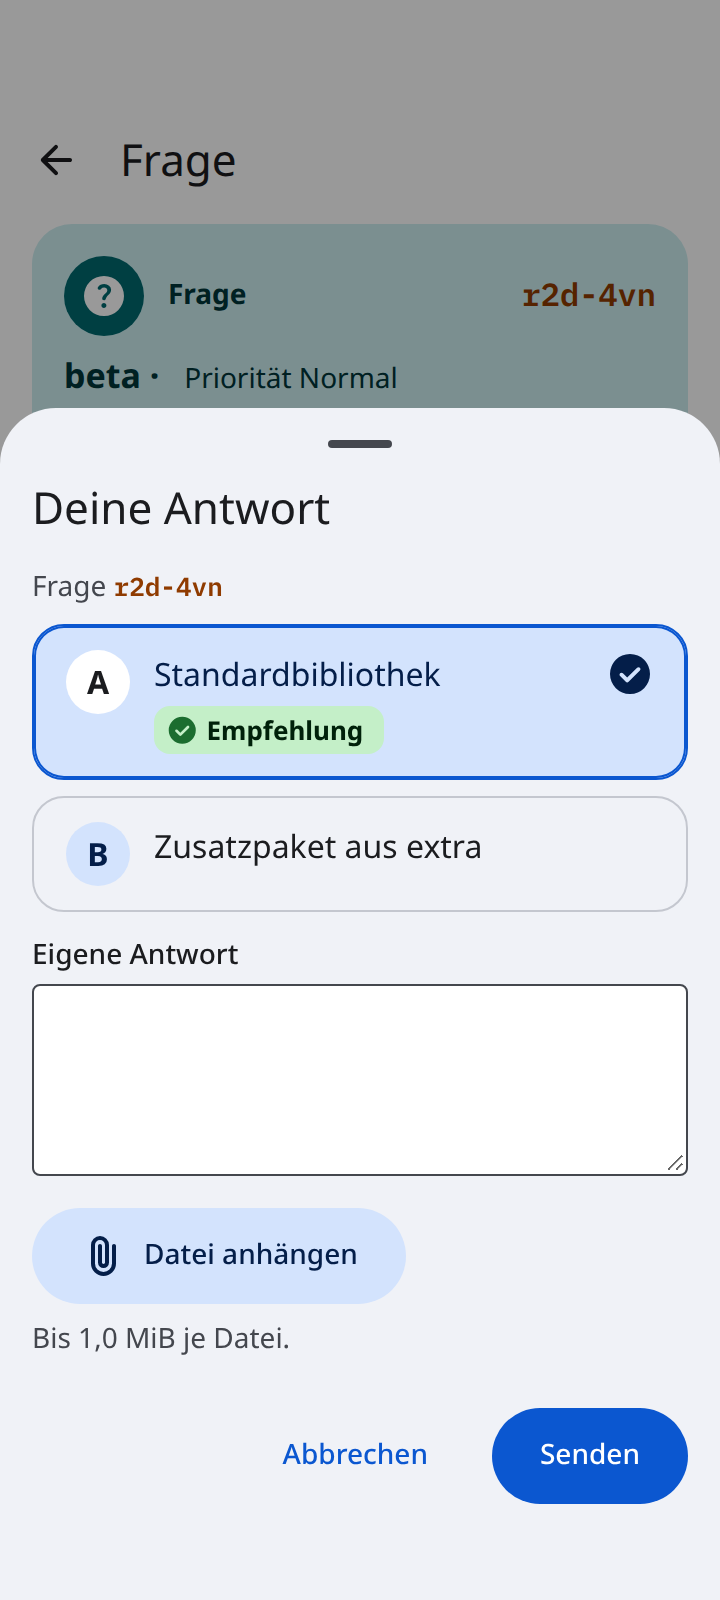 Frage
Frage r2d-4vn
beta · Priorität Normal
Deine Antwort
Frage r2d-4vn
A Standardbibliothek
Empfehlung
B Zusatzpaket aus extra
Eigene Antwort
Datei anhängen
Bis 1,0 MiB je Datei.
Abbrechen Senden